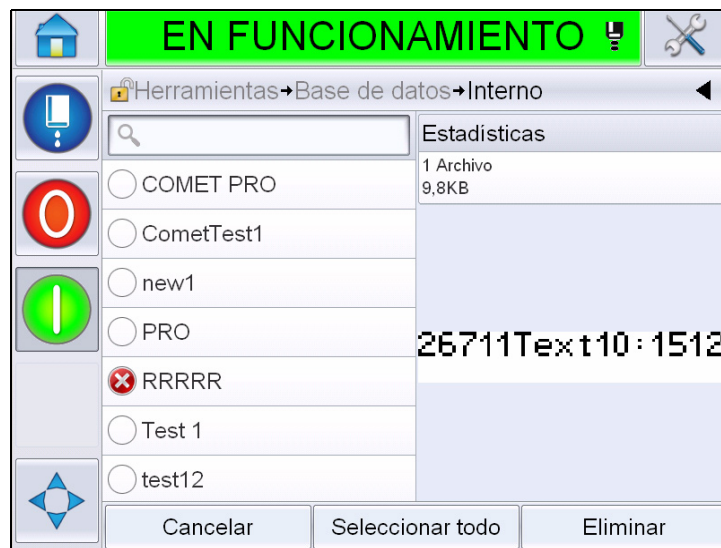 EN FUNCIONAMIENTO
Herramientas→Base de datos→Interno
Estadísticas
1 Archivo
9,8KB
COMET PRO
CometTest1
new1
PRO
RRRRR
Test 1
test12
26711Text10:1512
Cancelar
Seleccionar todo
Eliminar